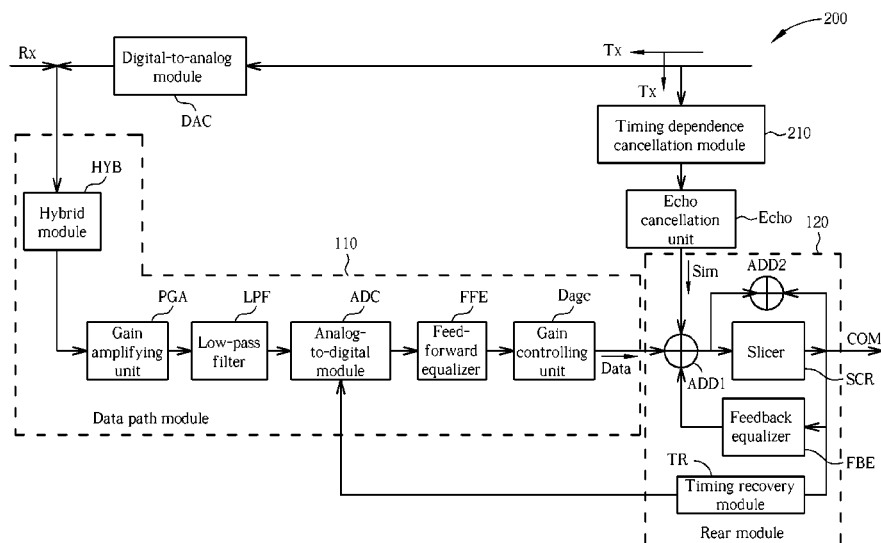 200
Rx
Digital-to-analog
module
DAC
Tx
Tx
Timing dependence
cancellation module
210
HYB
Hybrid
module
Echo
cancellation
unit
Echo
120
110
Sim
ADD2
PGA
LPF
ADC
FFE
Dagc
Gain
amplifying
unit
Low-pass
filter
Analog-
to-digital
module
Feed-
forward
equalizer
Gain
controlling
unit
Data
ADD1
Slicer
COM
SCR
Data path module
Feedback
equalizer
FBE
TR
Timing recovery
module
Rear module